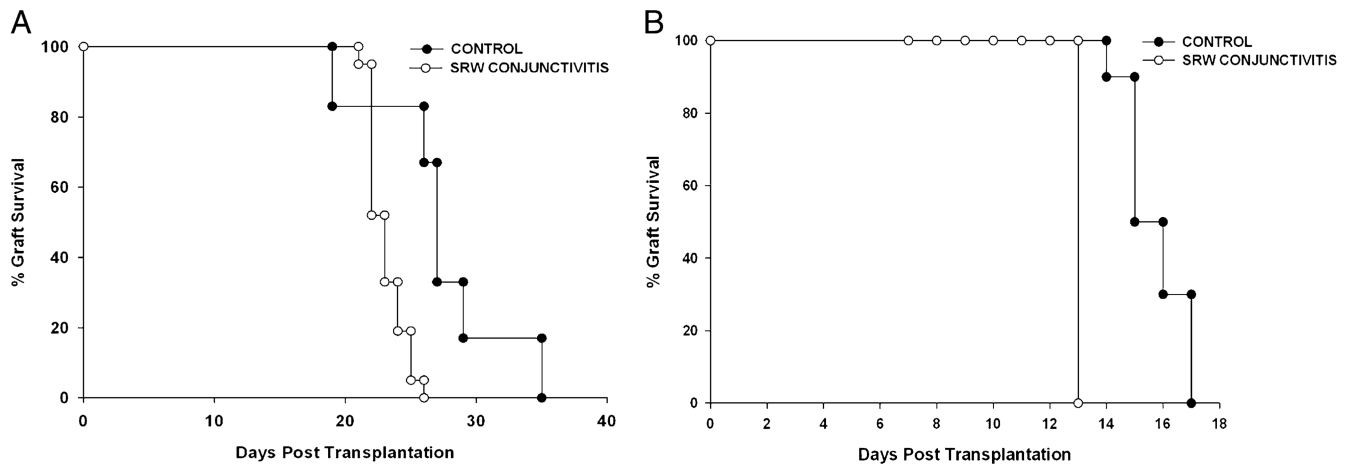 A
CONTROL
SRW CONJUNCTIVITIS
100
80
60
40
20
0
% Graft Survival
0 10 20 30 40
Days Post Transplantation
B
CONTROL
SRW CONJUNCTIVITIS
100
80
60
40
20
0
% Graft Survival
0 2 4 6 8 10 12 14 16 18
Days Post Transplantation